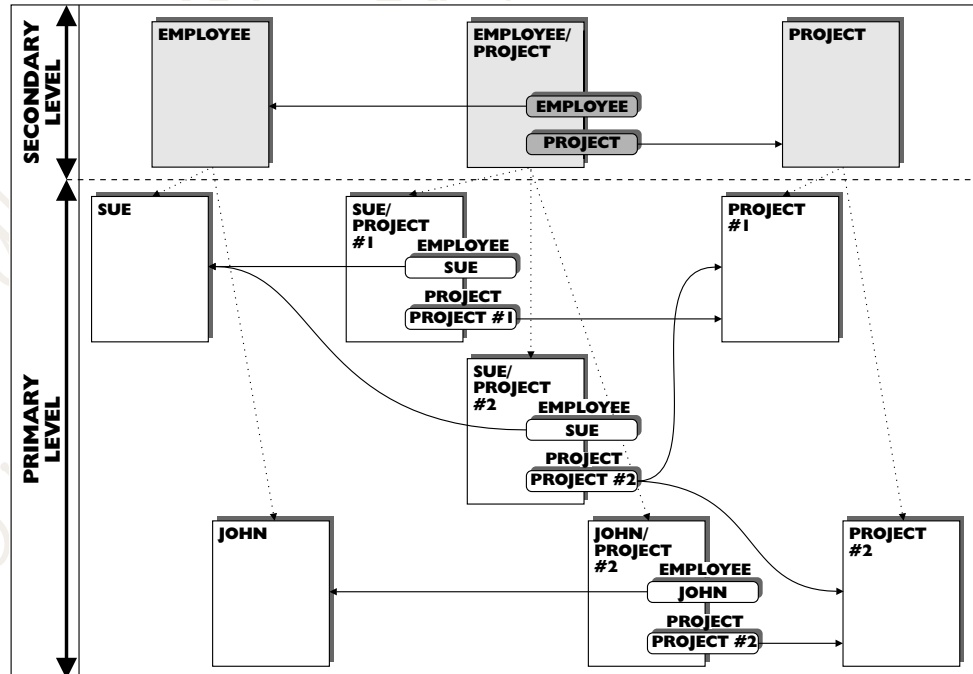 SECONDARY
LEVEL
EMPLOYEE
EMPLOYEE/
PROJECT
EMPLOYEE
PROJECT
PROJECT
PRIMARY
LEVEL
SUE
SUE/
PROJECT
#1
EMPLOYEE
SUE
PROJECT
PROJECT #1
PROJECT
#1
SUE/
PROJECT
#2
EMPLOYEE
SUE
PROJECT
PROJECT #2
JOHN
JOHN/
PROJECT
#2
EMPLOYEE
JOHN
PROJECT
PROJECT #2
PROJECT
#2